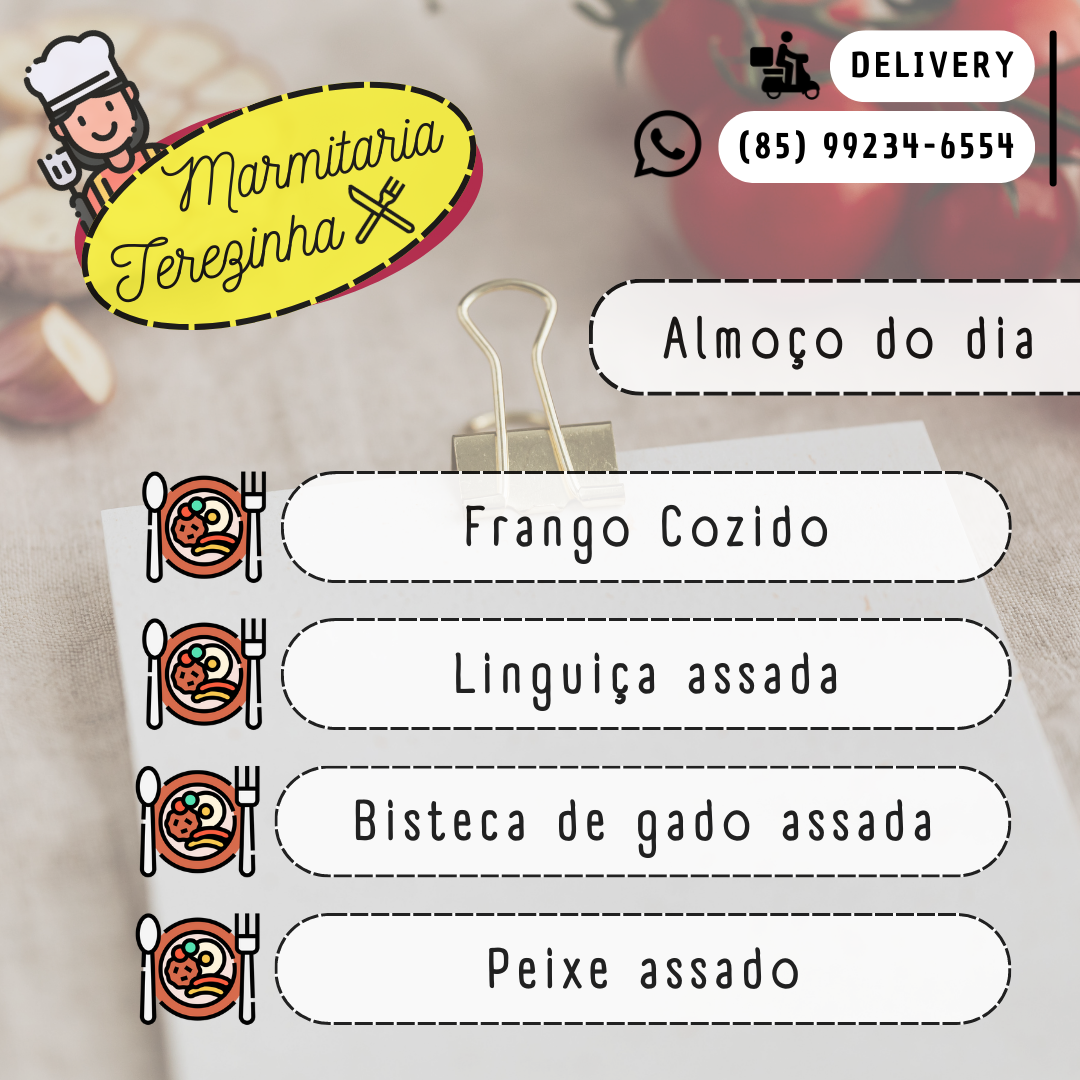 Marmitaria
Terezinha
DELIVERY
(85) 99234-6554
Almoço do dia
Frango Cozido
Linguiça assada
Bisteca de gado assada
Peixe assado